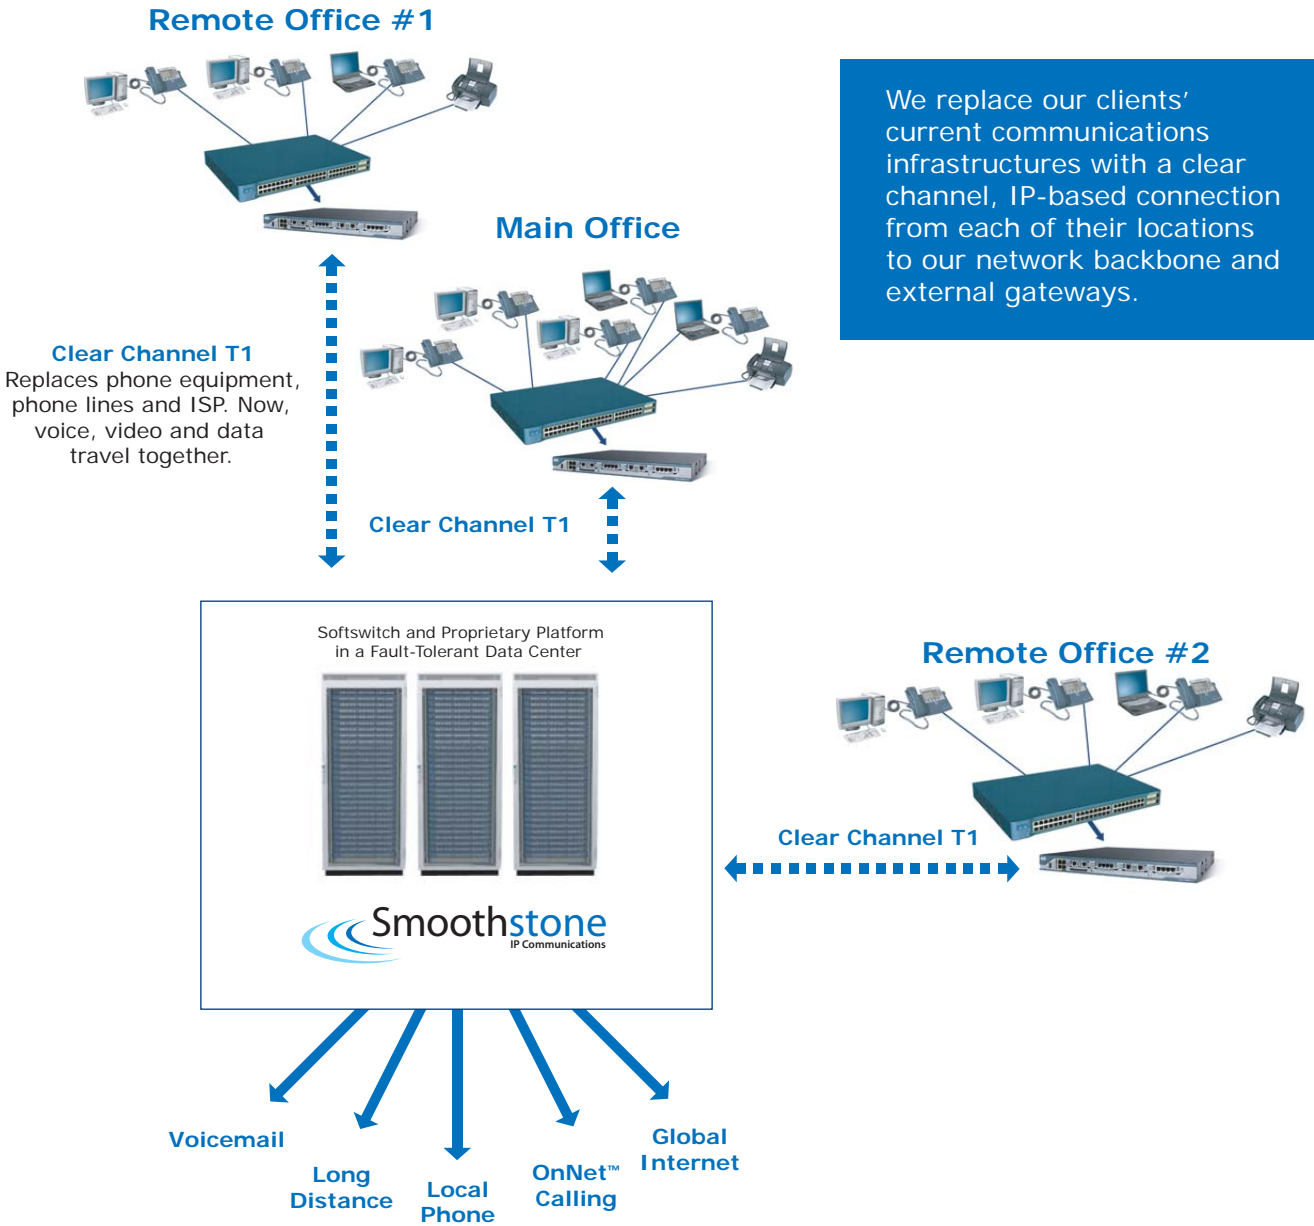 Remote Office #1
We replace our clients’
current communications
infrastructures with a clear
channel, IP-based connection
from each of their locations
to our network backbone and
external gateways.
Main Office
Clear Channel T1
Replaces phone equipment,
phone lines and ISP. Now,
voice, video and data
travel together.
Clear Channel T1
Softswitch and Proprietary Platform
in a Fault-Tolerant Data Center
Remote Office #2
Clear Channel T1
Smoothstone
IP Communications
Voicemail
Long
Distance
Local
Phone
OnNet™
Calling
Global
Internet